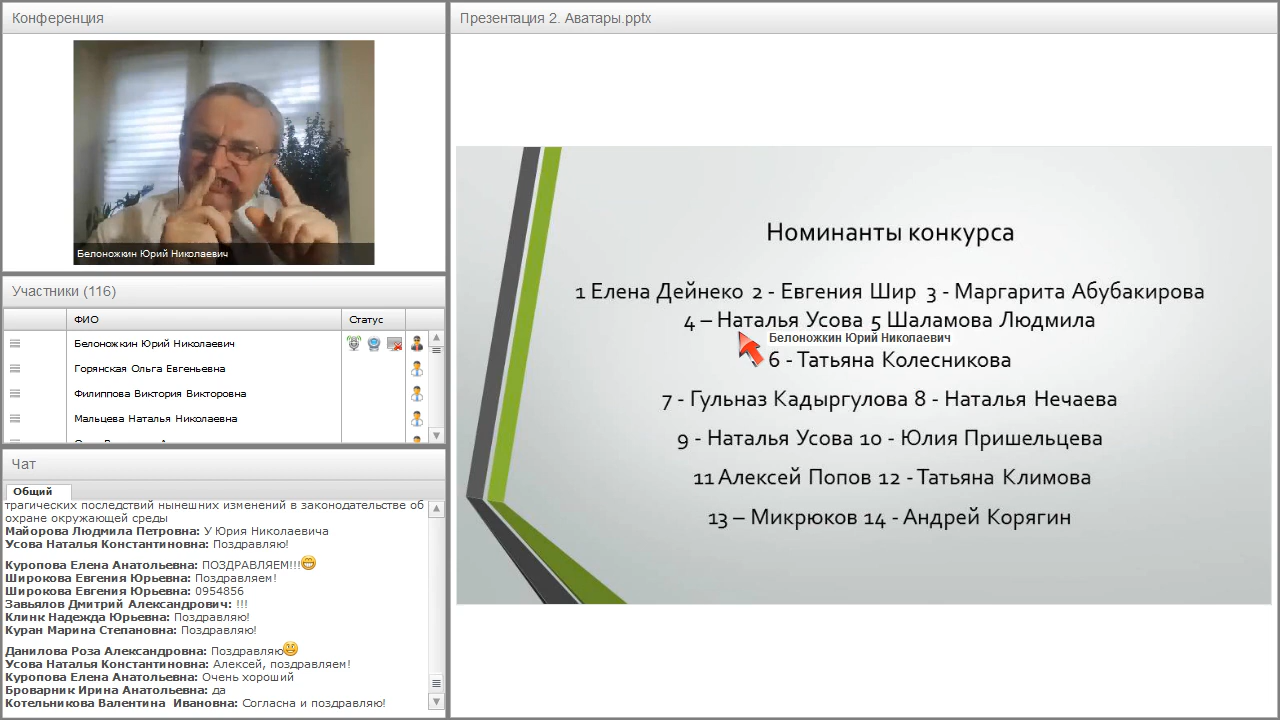 Конференция
Белоножкин Юрий Николаевич
Участники (116)
ФИО
Статус
Белоножкин Юрий Николаевич
Горянская Ольга Евгеньевна
Филиппова Виктория Викторовна
Мальцева Наталья Николаевна
Чат
Общий
трагических последствий нынешних изменений в законодательстве об
охране окружающей среды
Майорова Людмила Петровна: У Юрия Николаевича
Усова Наталья Константиновна: Поздравляю!
Куропова Елена Анатольевна: ПОЗДРАВЛЯЕМ!!!
Широкова Евгения Юрьевна: Поздравляем!
Широкова Евгения Юрьевна: 0954856
Завьялов Дмитрий Александрович: !!!
Клинк Надежда Юрьевна: Поздравляю!
Куран Марина Степановна: Поздравляю!
Данилова Роза Александровна: Поздравляю
Усова Наталья Константиновна: Алексей, поздравляем!
Куропова Елена Анатольевна: Очень хороший
Броварник Ирина Анатольевна: да
Котельникова Валентина Ивановна: Согласна и поздравляю!
Презентация 2. Аватары.pptx
Номинанты конкурса
1 Елена Дейнеко 2 - Евгения Шир 3 - Маргарита Абубакирова
4 – Наталья Усова 5 Шаламова Людмила
Белоножкин Юрий Николаевич
6 - Татьяна Колесникова
7 - Гульназ Кадыргулова 8 - Наталья Нечаева
9 - Наталья Усова 10 - Юлия Пришельцева
11 Алексей Попов 12 - Татьяна Климова
13 – Микрюков 14 - Андрей Корягин